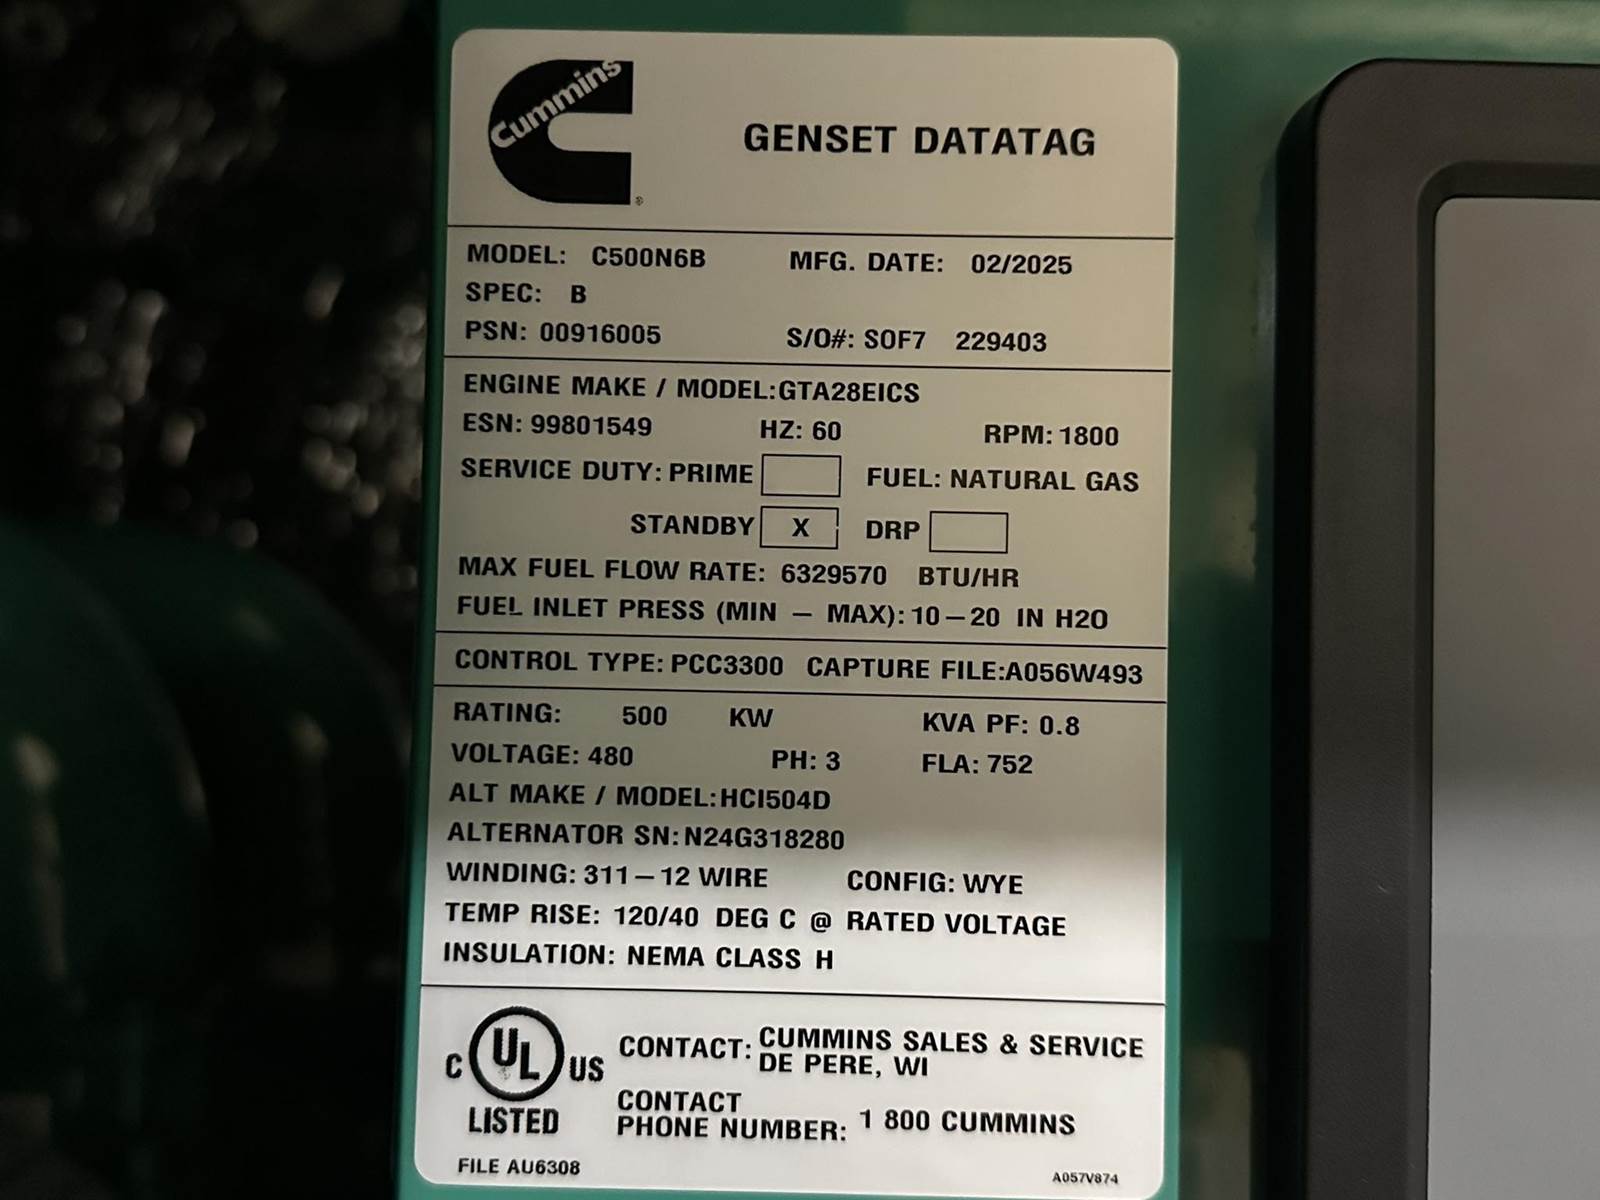 Cummins
®
GENSET DATATAG
MODEL: C500N6B MFG. DATE: 02/2025
SPEC: B
PSN: 00916005 S/O#: SOF7 229403
ENGINE MAKE / MODEL:GTA28EICS
ESN: 99801549 HZ: 60 RPM: 1800
SERVICE DUTY: PRIME FUEL: NATURAL GAS
STANDBY X DRP
MAX FUEL FLOW RATE: 6329570 BTU/HR
FUEL INLET PRESS (MIN – MAX): 10–20 IN H2O
CONTROL TYPE: PCC3300 CAPTURE FILE:A056W493
RATING: 500 KW KVA PF: 0.8
VOLTAGE: 480 PH: 3 FLA: 752
ALT MAKE / MODEL:HCI504D
ALTERNATOR SN:N24G318280
WINDING: 311–12 WIRE CONFIG: WYE
TEMP RISE: 120/40 DEG C @ RATED VOLTAGE
INSULATION: NEMA CLASS H
C UL US
LISTED
FILE AU6308
CONTACT: CUMMINS SALES & SERVICE
DE PERE, WI
CONTACT
PHONE NUMBER: 1 800 CUMMINS
A057V874